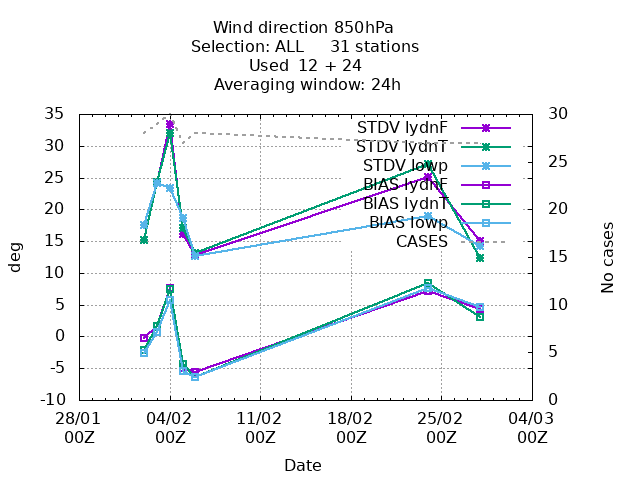 Wind direction 850hPa
Selection: ALL 31 stations
Used 12 + 24
Averaging window: 24h
35
30
25
20
15
10
5
0
-5
-10
deg
30
25
20
15
10
5
0
No cases
STDV lydnF
STDV lydnT
STDV lowp
BIAS lydnF
BIAS lydnT
BIAS lowp
CASES
28/01 04/02 11/02 18/02 25/02 04/03
00Z 00Z 00Z 00Z 00Z 00Z
Date